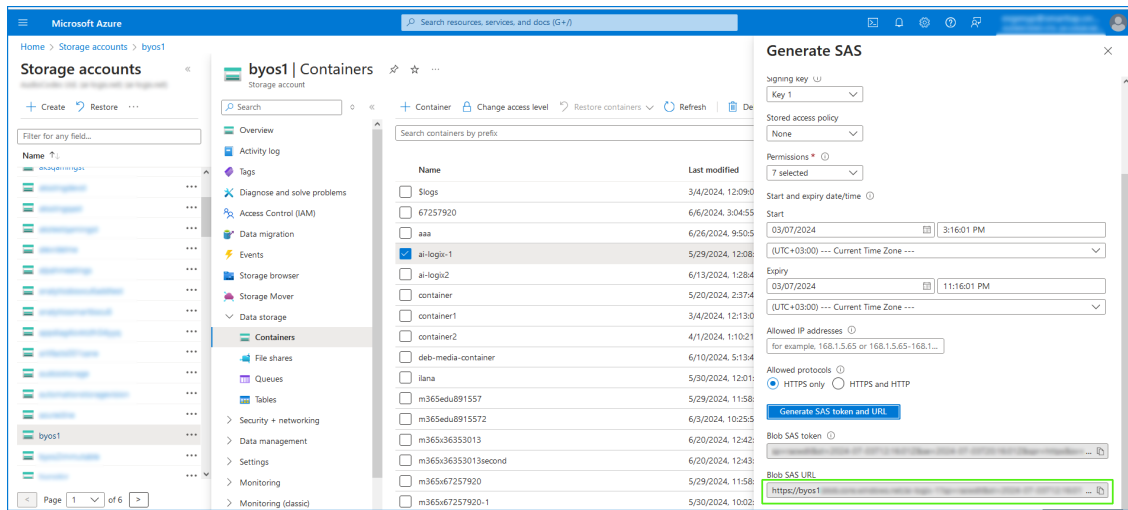 Microsoft Azure
Search resources, services, and docs (G+/)
Home > Storage accounts > byos1
Storage accounts
Create
Restore
Filter for any field...
Name ↑↓
byos1
Page 1 of 6
byos1 | Containers
Storage account
Search
Overview
Activity log
Tags
Diagnose and solve problems
Access Control (IAM)
Data migration
Events
Storage browser
Storage Mover
Data storage
Containers
File shares
Queues
Tables
Security + networking
Data management
Settings
Monitoring
Monitoring (classic)
Container
Change access level
Restore containers
Refresh
De
Search containers by prefix
Name Last modified
$logs 3/4/2024, 12:09:0
67257920 6/6/2024, 3:04:55
aaa 6/26/2024, 9:50:5
ai-logix-1 5/29/2024, 12:08:
ai-logix2 6/13/2024, 1:28:4
container 5/20/2024, 2:37:4
container1 3/4/2024, 12:13:0
container2 4/1/2024, 1:10:21
deb-media-container 6/10/2024, 5:13:4
ilana 5/30/2024, 12:01:
m365edu891557 5/29/2024, 11:58:
m365edu8915572 6/3/2024, 10:25:5
m365x36353013 6/20/2024, 12:42:
m365x36353013second 6/20/2024, 12:43:
m365x67257920 5/29/2024, 11:58:
m365x67257920-1 5/30/2024, 10:02:
Generate SAS
Signing key
Key 1
Stored access policy
None
Permissions *
7 selected
Start and expiry date/time
Start
03/07/2024 3:16:01 PM
(UTC+03:00) --- Current Time Zone ---
Expiry
03/07/2024 11:16:01 PM
(UTC+03:00) --- Current Time Zone ---
Allowed IP addresses
for example, 168.1.5.65 or 168.1.5.65-168.1...
Allowed protocols
HTTPS only HTTPS and HTTP
Generate SAS token and URL
Blob SAS token
...
Blob SAS URL
https://byos1 ...